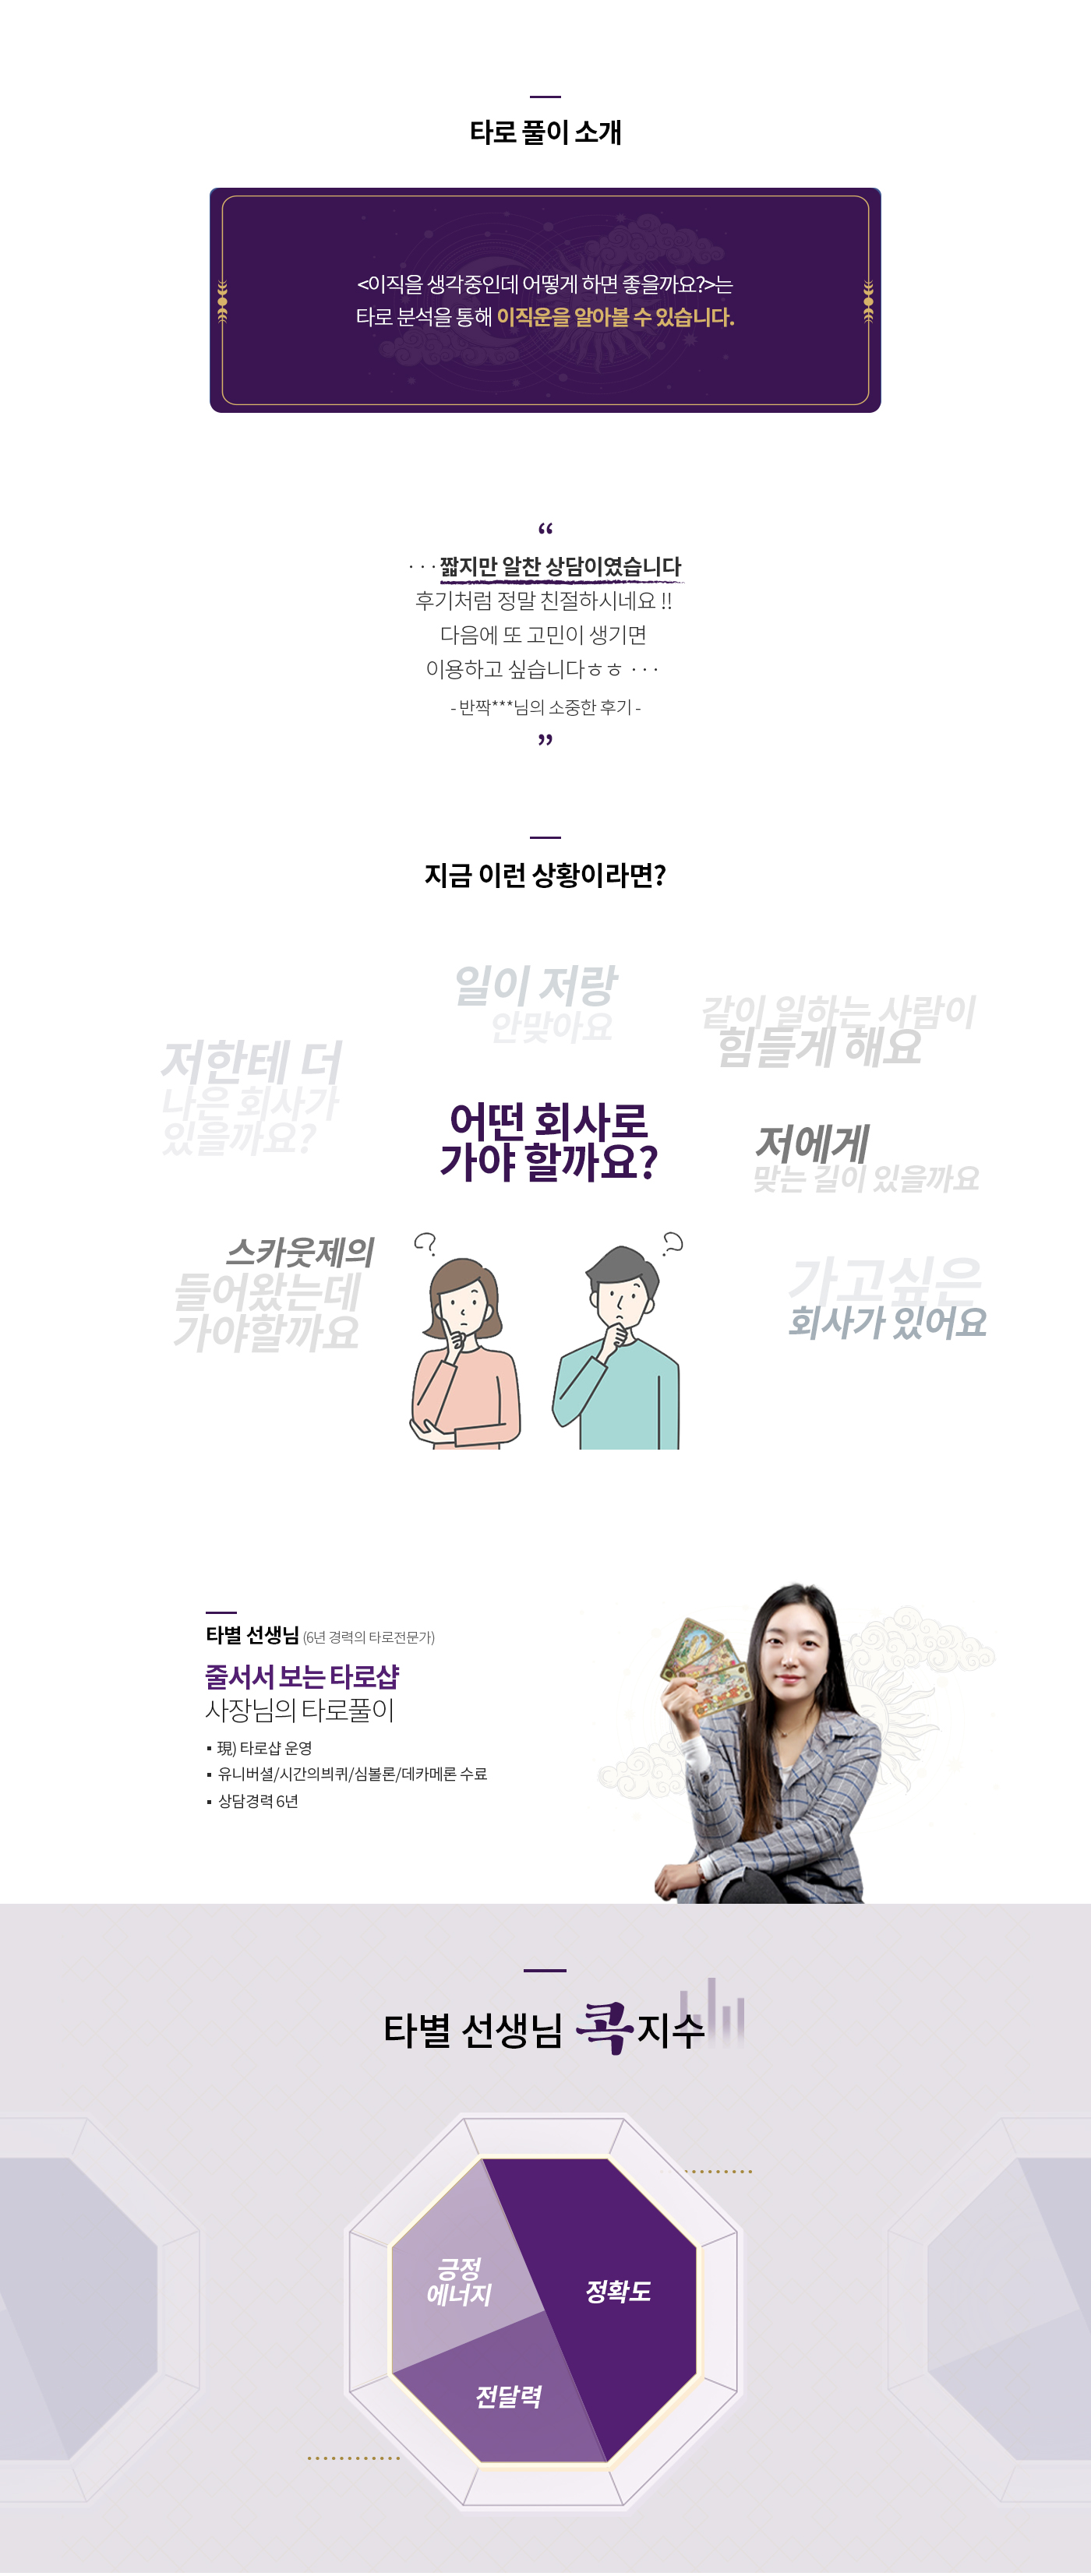 타로 풀이 소개
<이직을 생각중인데 어떻게 하면 좋을까요?>는
타로 분석을 통해 이직운을 알아볼 수 있습니다.
“
· · · 짧지만 알찬 상담이였습니다
후기처럼 정말 친절하시네요 !!
다음에 또 고민이 생기면
이용하고 싶습니다ㅎㅎ · · ·
- 반짝***님의 소중한 후기 -
”
지금 이런 상황이라면?
일이 저랑
안맞아요
같이 일하는 사람이
힘들게 해요
저한테 더
나은 회사가
있을까요?
어떤 회사로
가야 할까요?
저에게
맞는 길이 있을까요
스카웃제의
들어왔는데
가야할까요
가고싶은
회사가 있어요
타별 선생님 (6년 경력의 타로전문가)
줄서서 보는 타로샵
사장님의 타로풀이
▪ 現) 타로샵 운영
▪ 유니버셜/시간의븨퀴/심볼론/데카메론 수료
▪ 상담경력 6년
타별 선생님 콕지수
긍정
에너지
정확도
전달력